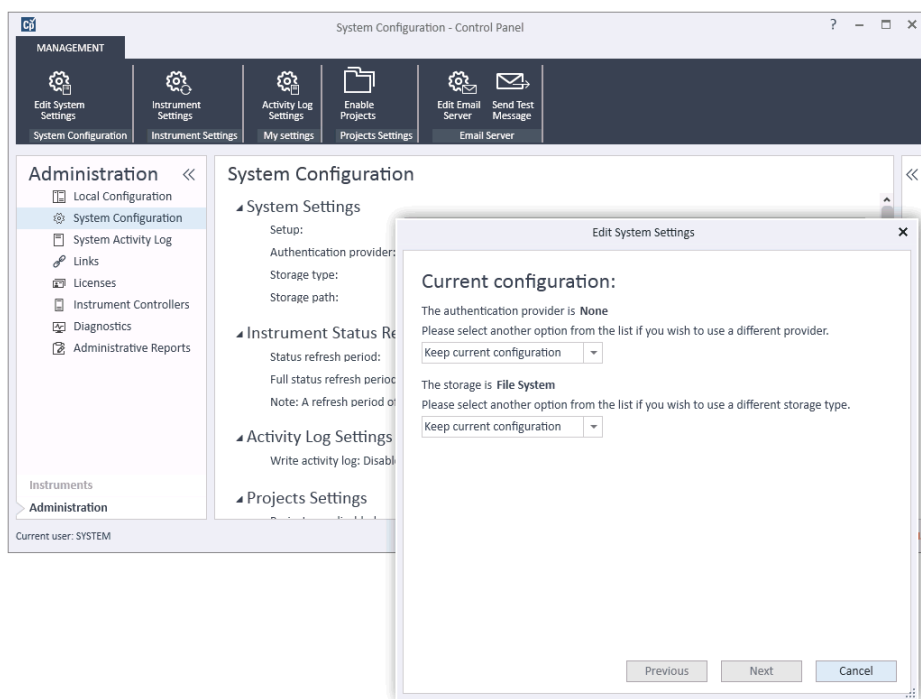 Cp
System Configuration - Control Panel
?
MANAGEMENT
Edit System
Settings
Instrument
Settings
Activity Log
Settings
Enable
Projects
Edit Email
Server
Send Test
Message
System Configuration
Instrument Settings
My settings
Projects Settings
Email Server
Administration
Local Configuration
System Configuration
System Activity Log
Links
Licenses
Instrument Controllers
Diagnostics
Administrative Reports
Instruments
Administration
Current user: SYSTEM
System Configuration
System Settings
Setup:
Authentication provider:
Storage type:
Storage path:
Instrument Status Re
Status refresh period:
Full status refresh period
Note: A refresh period of
Activity Log Settings
Write activity log: Disabl
Projects Settings
Edit System Settings
Current configuration:
The authentication provider is None
Please select another option from the list if you wish to use a different provider.
Keep current configuration
The storage is File System
Please select another option from the list if you wish to use a different storage type.
Keep current configuration
Previous
Next
Cancel